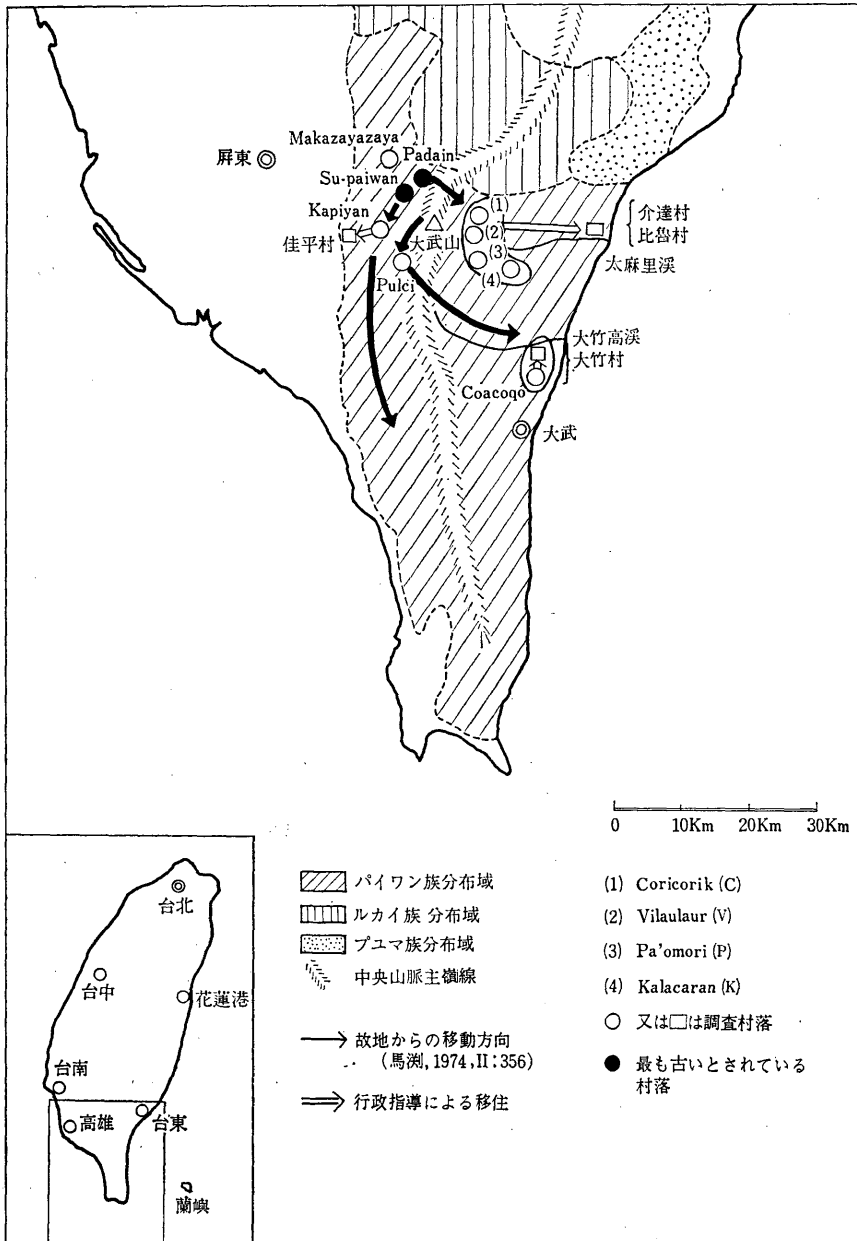 Makazayazaya
屏東
Padain
Su-paiwan
Kapiyan
佳平村
大武山
Pulci
(1)
(2)
(3)
(4)
介達村
比魯村
太麻里渓
大竹高渓
大竹村
Coacoqo
大武
0 10Km 20Km 30Km
台北
台中
花蓮港
台南
高雄
台東
蘭嶼
パイワン族分布域
ルカイ族 分布域
プユマ族分布域
中央山脈主嶺線
故地からの移動方向
(馬渕, 1974, II: 356)
行政指導による移住
(1) Coricorik (C)
(2) Vilaulaur (V)
(3) Pa'omori (P)
(4) Kalacaran (K)
○ 又は□は調査村落
● 最も古いとされている
村落